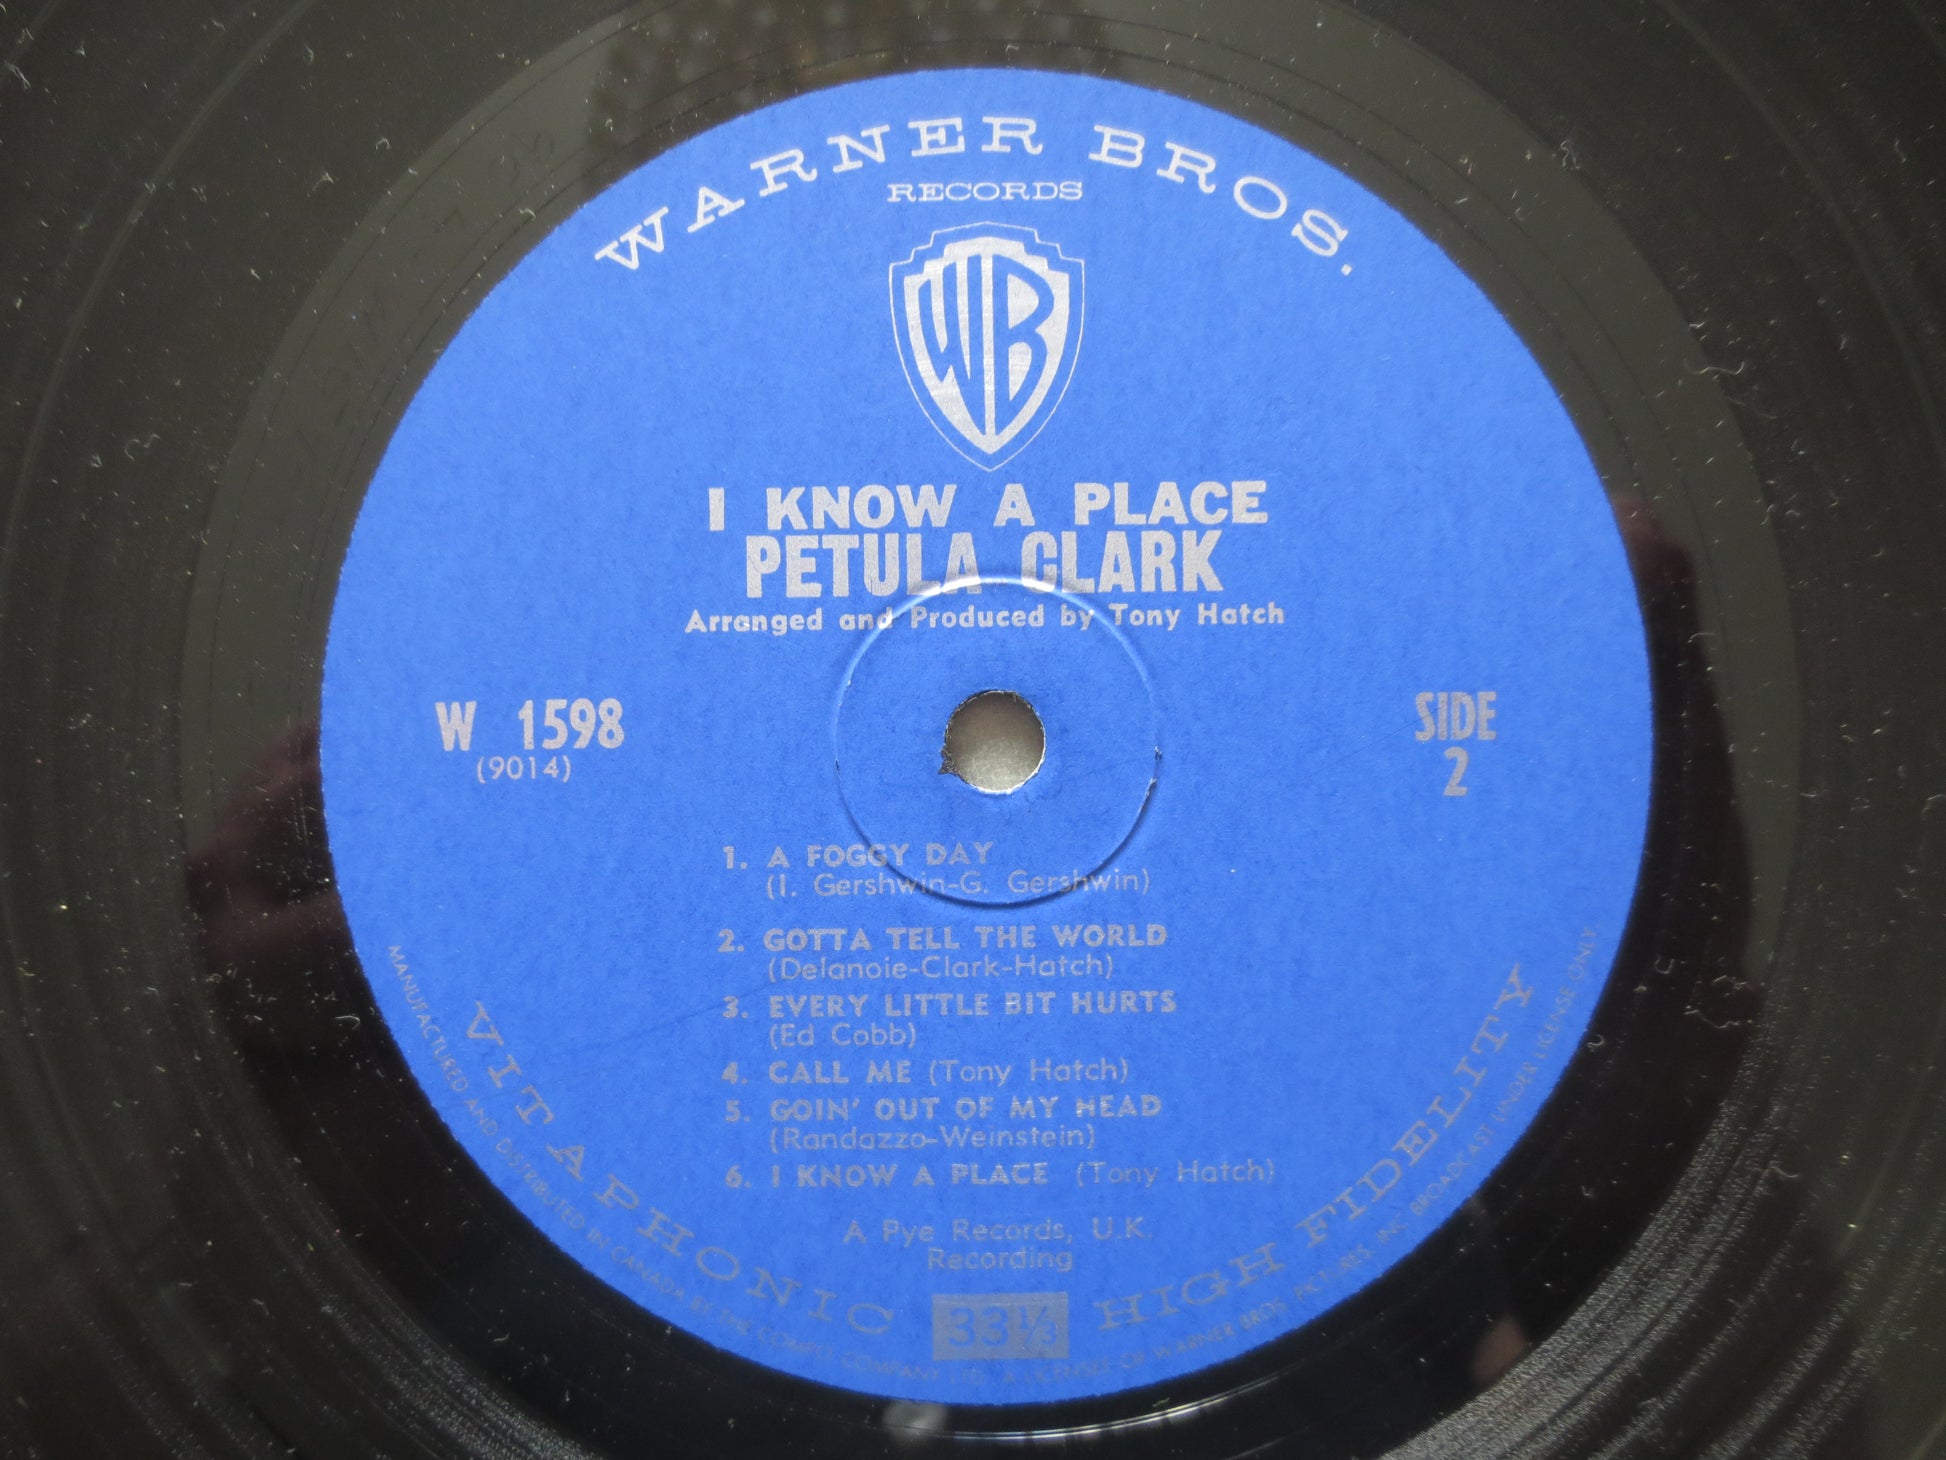 WARNER BROS.
RECORDS
WB
I KNOW A PLACE
PETULA CLARK
Arranged and Produced by Tony Hatch
W 1598
(9014)
SIDE
2
1. A FOGGY DAY
(I. Gershwin-G. Gershwin)
2. GOTTA TELL THE WORLD
(Delanoie-Clark-Hatch)
3. EVERY LITTLE BIT HURTS
(Ed Cobb)
4. CALL ME (Tony Hatch)
5. GOIN' OUT OF MY HEAD
(Randazzo-Weinstein)
6. I KNOW A PLACE (Tony Hatch)
A Pye Records, U.K.
Recording
VITAPHONIC HIGH FIDELITY
33⅓
MANUFACTURED AND DISTRIBUTED IN CANADA BY THE COMPO COMPANY LTD. A LICENSEE OF WARNER BROS. PICTURES, INC. BROADCAST UNDER LICENSE ONLY